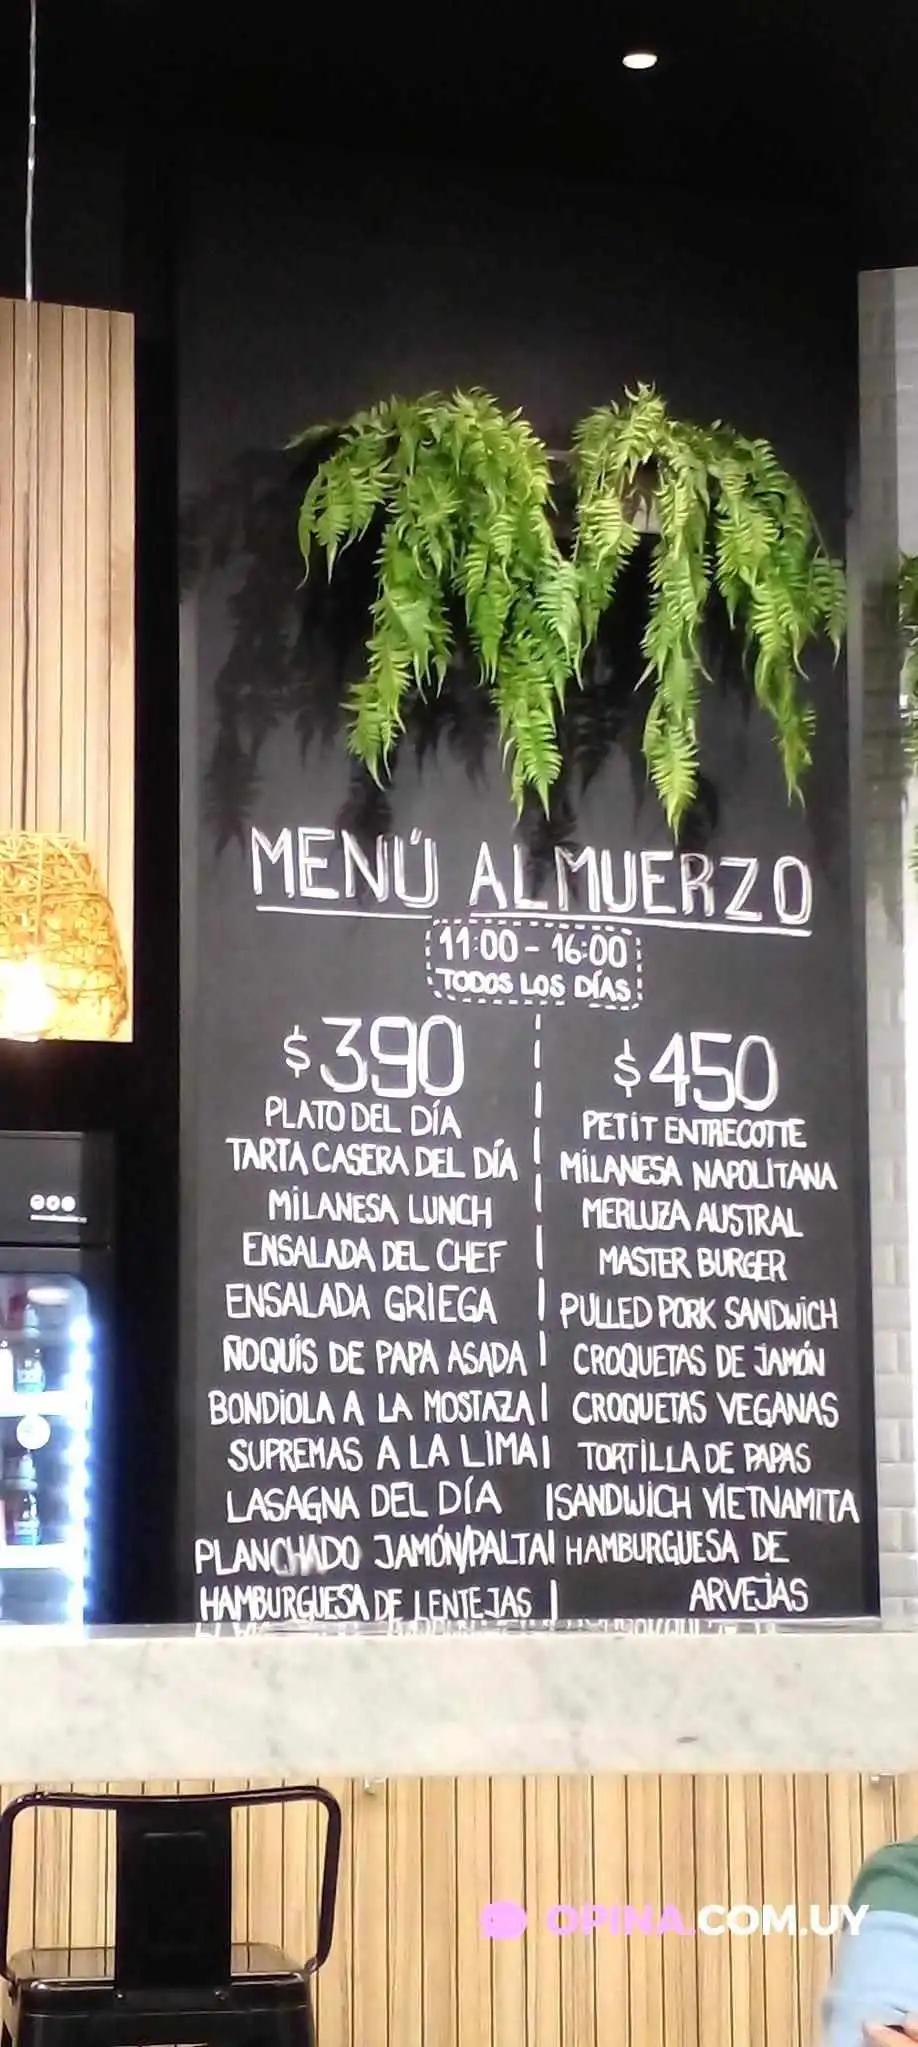 MENÚ ALMUERZO
11:00 - 16:00
TODOS LOS DÍAS
$390
PLATO DEL DÍA
TARTA CASERA DEL DÍA
MILANESA LUNCH
ENSALADA DEL CHEF
ENSALADA GRIEGA
ÑOQUIS DE PAPA ASADA
BONDIOLA A LA MOSTAZA
SUPREMAS A LA LIMA
LASAGNA DEL DÍA
PLANCHADO JAMÓN/PALTA
HAMBURGUESA DE LENTEJAS
$450
PETIT ENTRECOTTE
MILANESA NAPOLITANA
MERLUZA AUSTRAL
MASTER BURGER
PULLED PORK SANDWICH
CROQUETAS DE JAMÓN
CROQUETAS VEGANAS
TORTILLA DE PAPAS
SANDWICH VIETNAMITA
HAMBURGUESA DE
ARVEJAS
OPINA.COM.UY